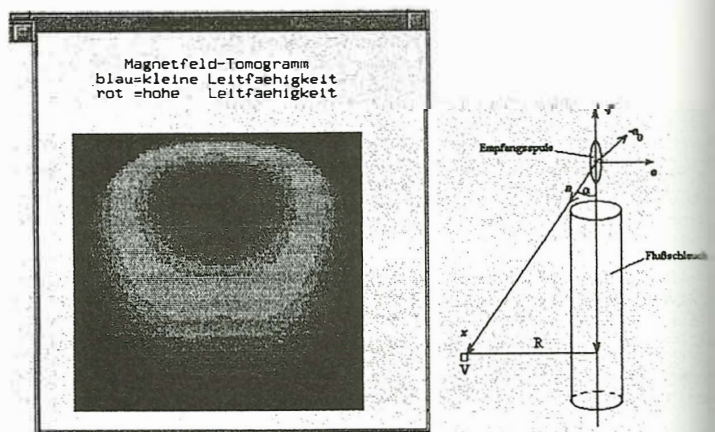 Magnetfeld-Tomogramm
blau=kleine Leitfaehigkeit
rot =hohe Leitfaehigkeit
Empfangsspule
α
x
R
V
Flußschlauch